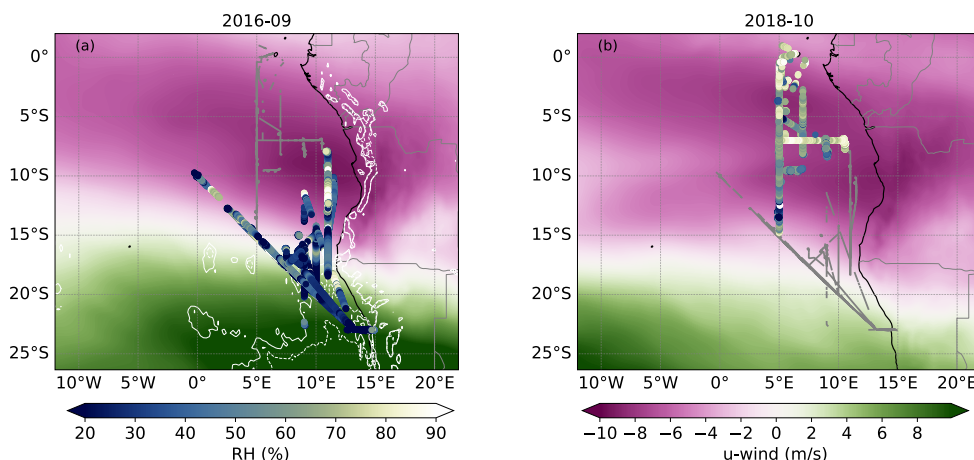 2016-09
2018-10
(a)
(b)
0°
5°S
10°S
15°S
20°S
25°S
0°
5°S
10°S
15°S
20°S
25°S
10°W
5°W
0°
5°E
10°E
15°E
20°E
10°W
5°W
0°
5°E
10°E
15°E
20°E
20
30
40
50
60
70
80
90
RH (%)
−10
−8
−6
−4
−2
0
2
4
6
8
u-wind (m/s)